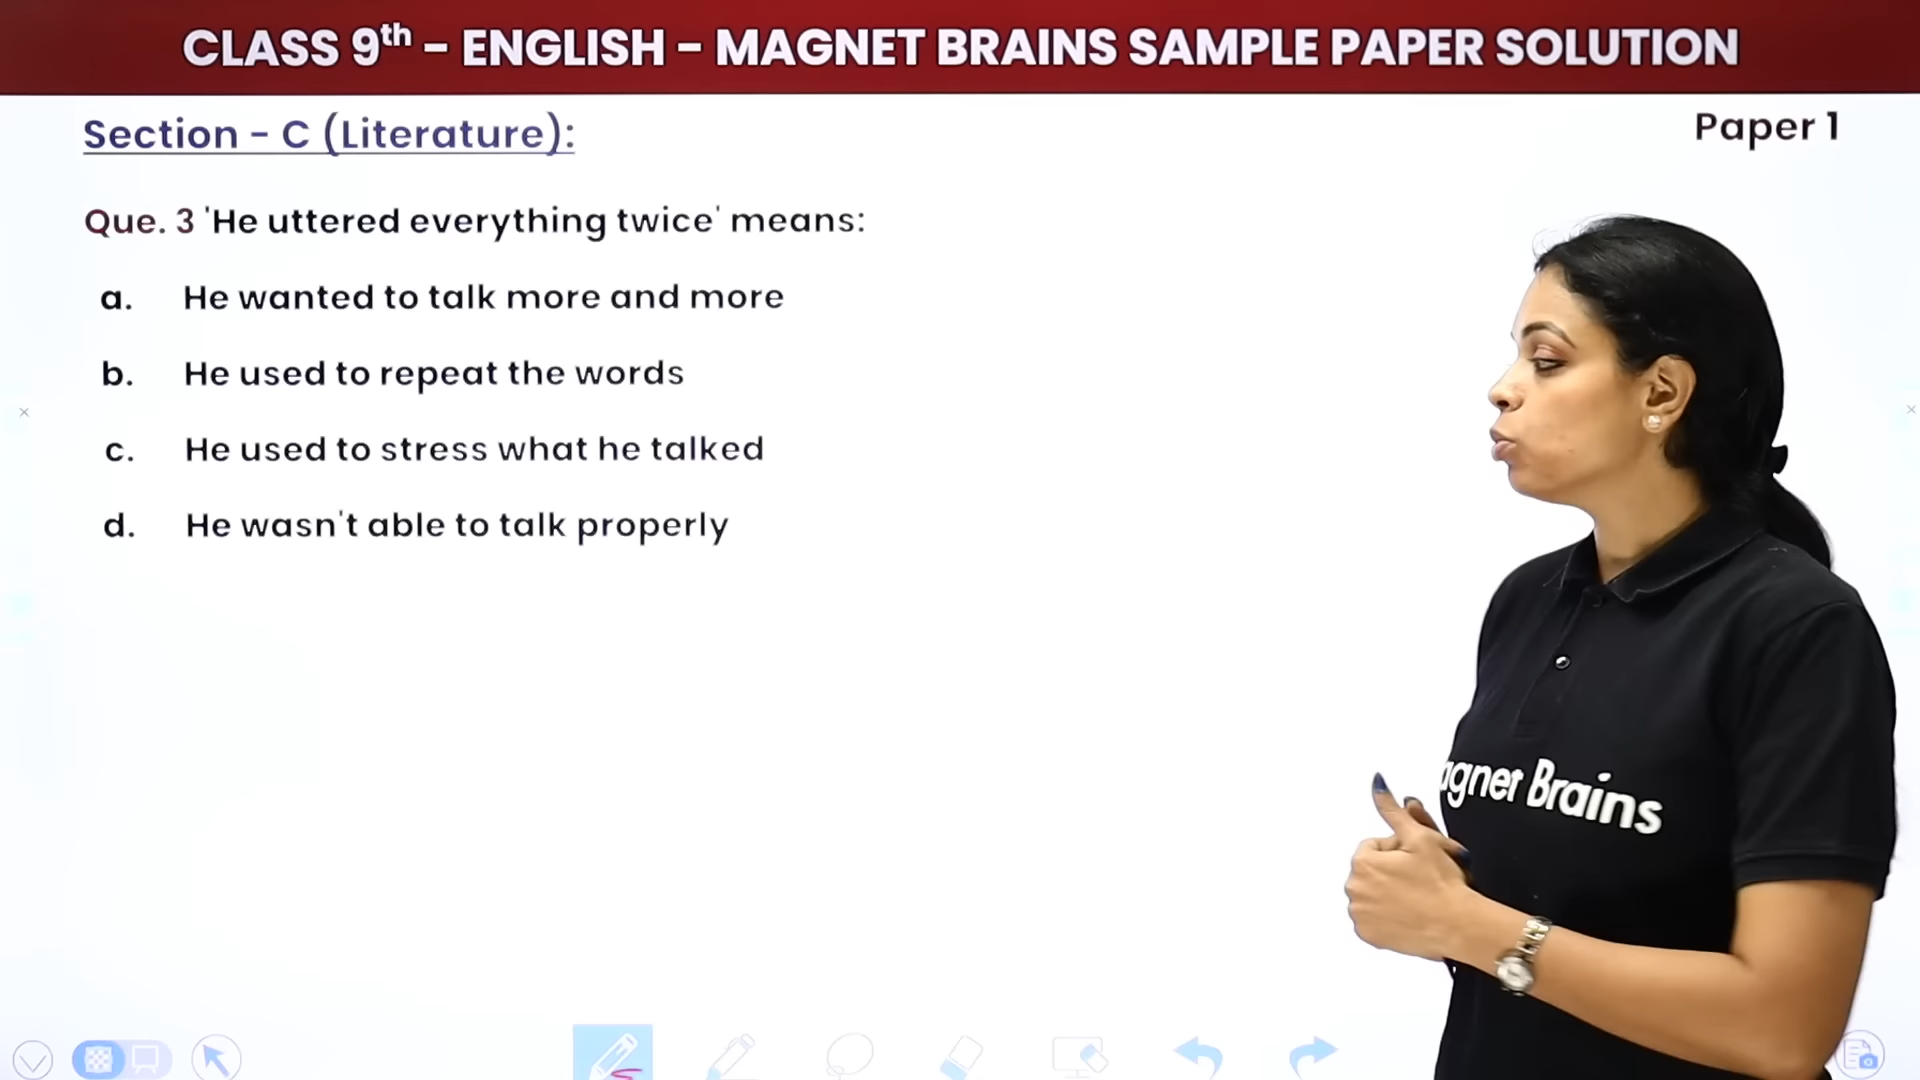 CLASS 9th – ENGLISH – MAGNET BRAINS SAMPLE PAPER SOLUTION
Section - C (Literature):
Paper 1
Que. 3 'He uttered everything twice' means:
a. He wanted to talk more and more
b. He used to repeat the words
c. He used to stress what he talked
d. He wasn't able to talk properly
agnet Brains